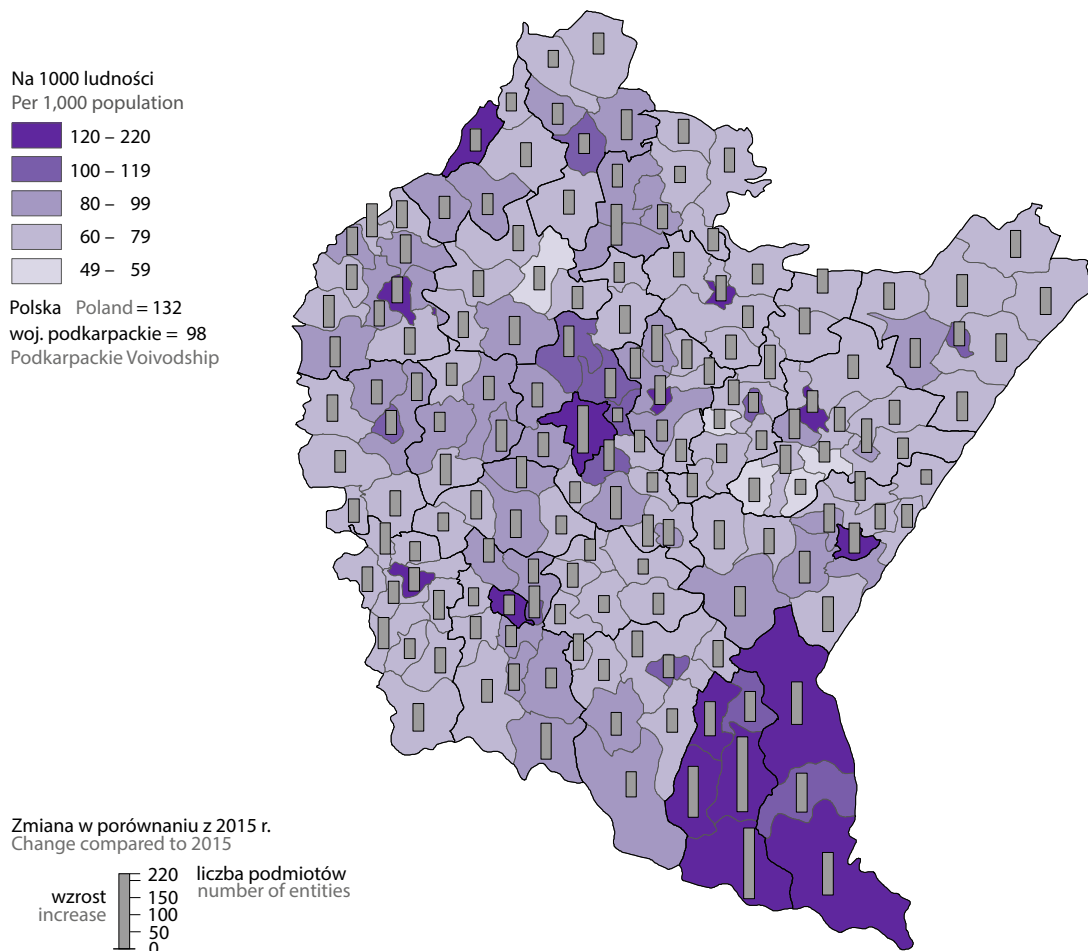 Na 1000 ludności
Per 1,000 population
120 – 220
100 – 119
80 – 99
60 – 79
49 – 59
Polska Poland = 132
woj. podkarpackie = 98
Podkarpackie Voivodship
Zmiana w porównaniu z 2015 r.
Change compared to 2015
wzrost
increase
220
150
100
50
0
liczba podmiotów
number of entities